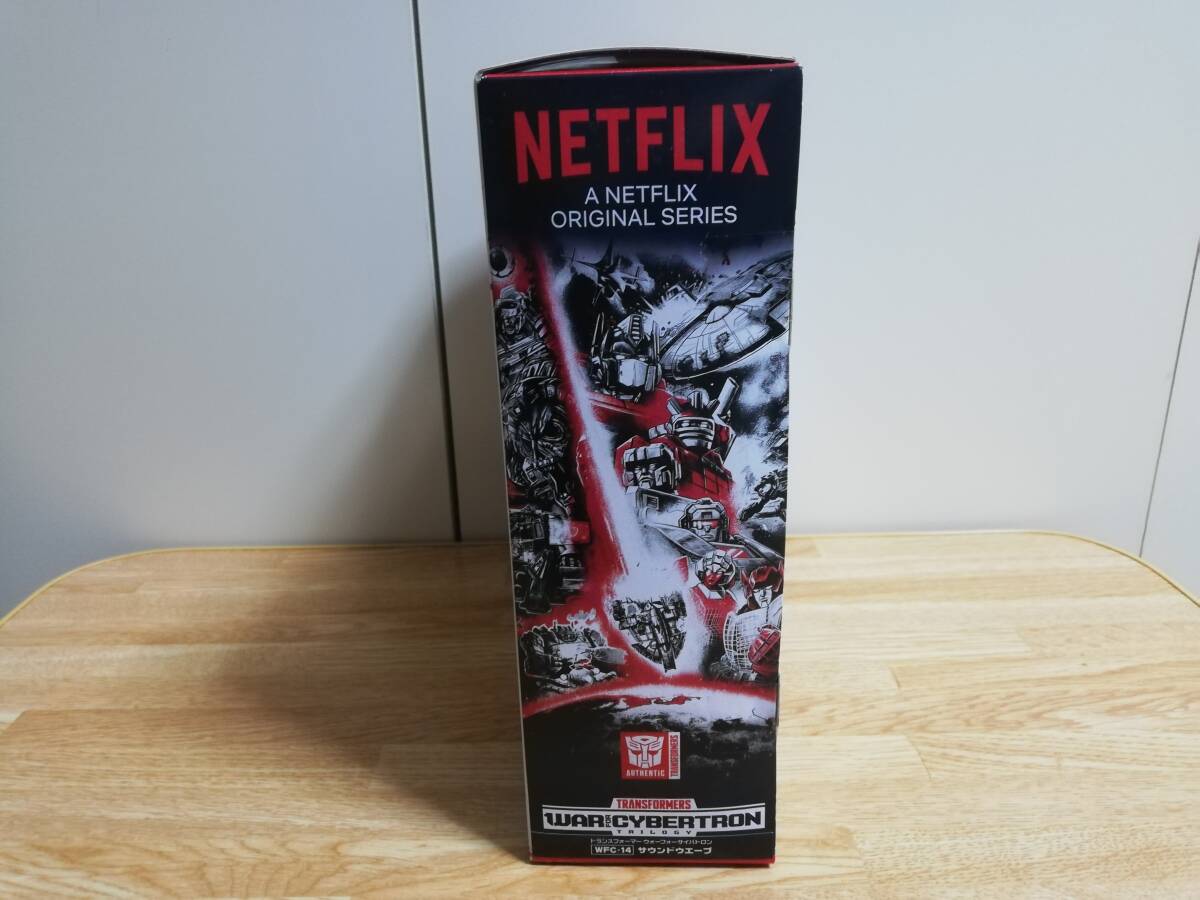 NETFLIX
A NETFLIX
ORIGINAL SERIES
AUTHENTIC
TRANSFORMERS
TRANSFORMERS
WAR FOR CYBERTRON
TRILOGY
トランスフォーマー ウォーフォーサイバトロン
WFC-14 サウンドウエーブ